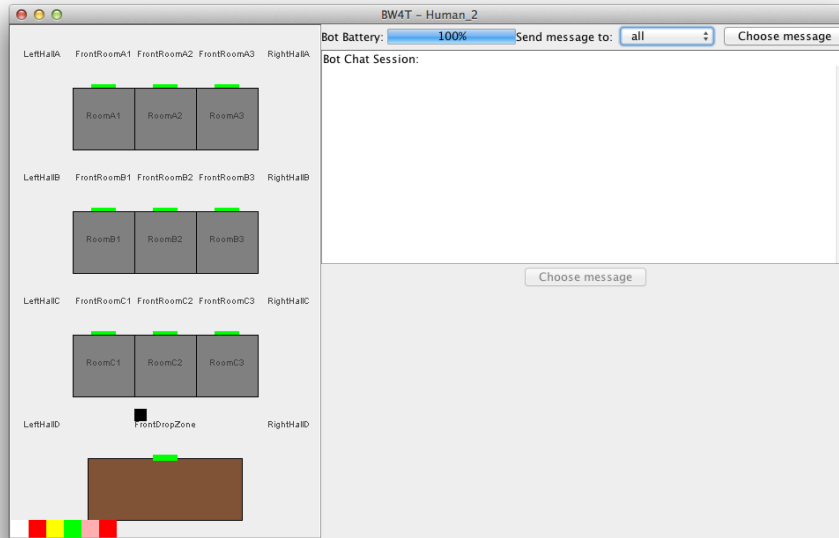 BW4T - Human_2
Bot Battery: 100% Send message to: all Choose message
Bot Chat Session:
LeftHallA FrontRoomA1 FrontRoomA2 FrontRoomA3 RightHallA
RoomA1 RoomA2 RoomA3
LeftHallB FrontRoomB1 FrontRoomB2 FrontRoomB3 RightHallB
RoomB1 RoomB2 RoomB3
Choose message
LeftHallC FrontRoomC1 FrontRoomC2 FrontRoomC3 RightHallC
RoomC1 RoomC2 RoomC3
LeftHallD FrontDropZone RightHallD